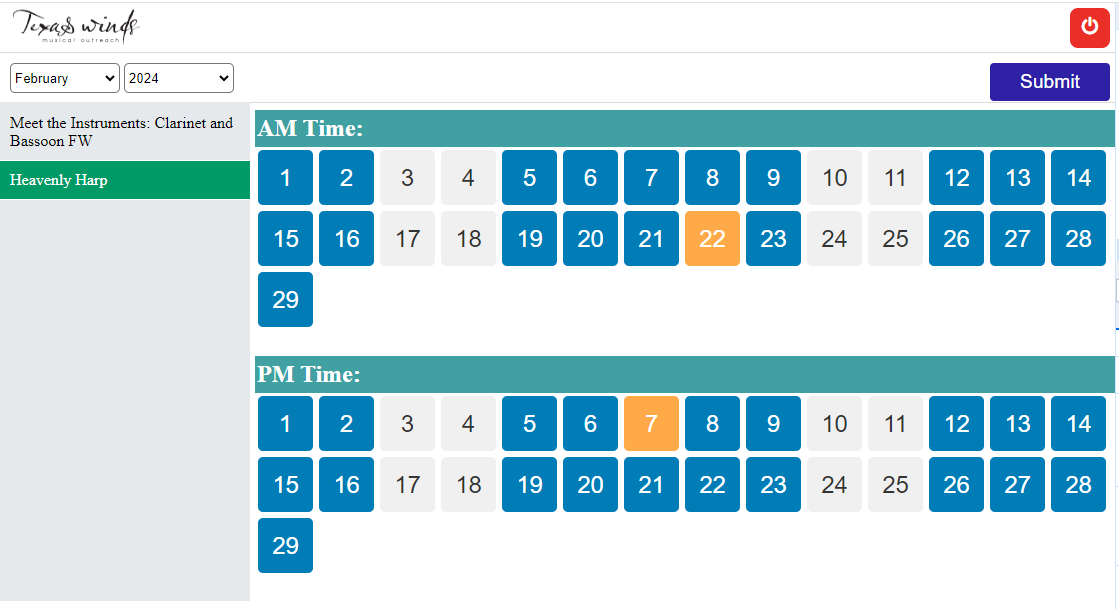 Texas winds
musical outreach
February 2024
Submit
Meet the Instruments: Clarinet and
Bassoon FW
Heavenly Harp
AM Time:
1 2 3 4 5 6 7 8 9 10 11 12 13 14
15 16 17 18 19 20 21 22 23 24 25 26 27 28
29
PM Time:
1 2 3 4 5 6 7 8 9 10 11 12 13 14
15 16 17 18 19 20 21 22 23 24 25 26 27 28
29